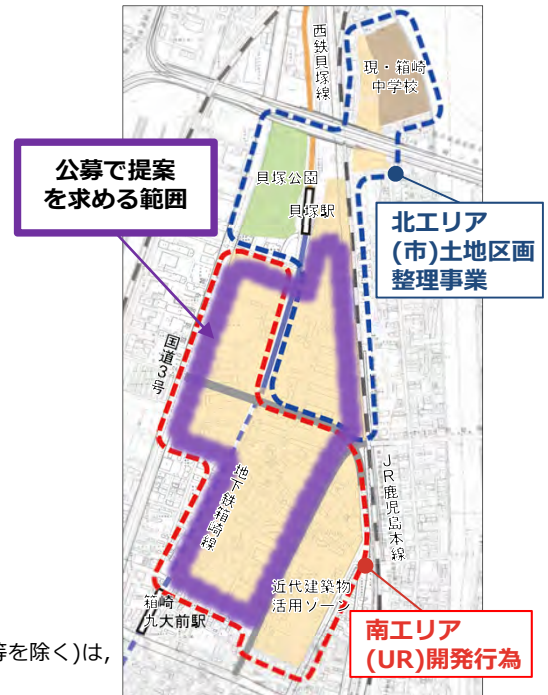 西鉄貝塚線
現・箱崎
中学校
公募で提案
を求める範囲
貝塚公園
貝塚駅
北エリア
(市)土地区画
整理事業
国道3号
地下鉄箱崎線
JR鹿児島本線
近代建築物
活用ゾーン
箱崎
九大前駅
南エリア
(UR)開発行為
等を除く)は,